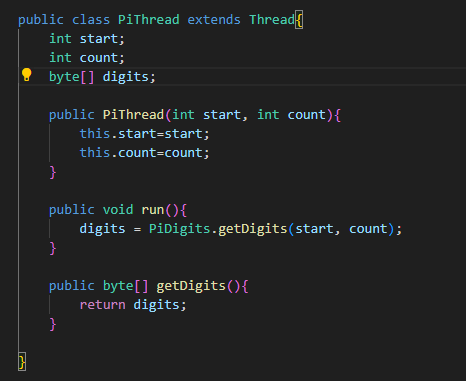 public class PiThread extends Thread{
    int start;
    int count;
    byte[] digits;

    public PiThread(int start, int count){
        this.start=start;
        this.count=count;
    }

    public void run(){
        digits = PiDigits.getDigits(start, count);
    }

    public byte[] getDigits(){
        return digits;
    }

}